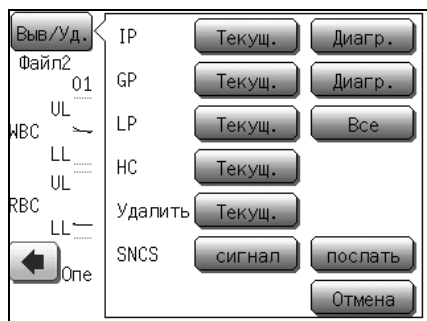 Выв/Уд.
IP Текущ. Диагр.
Файл2
01
GP Текущ. Диагр.
UL
WBC
LP Текущ. Все
LL
HC Текущ.
UL
RBC
Удалить Текущ.
LL
SNCS сигнал послать
Опе
Отмена